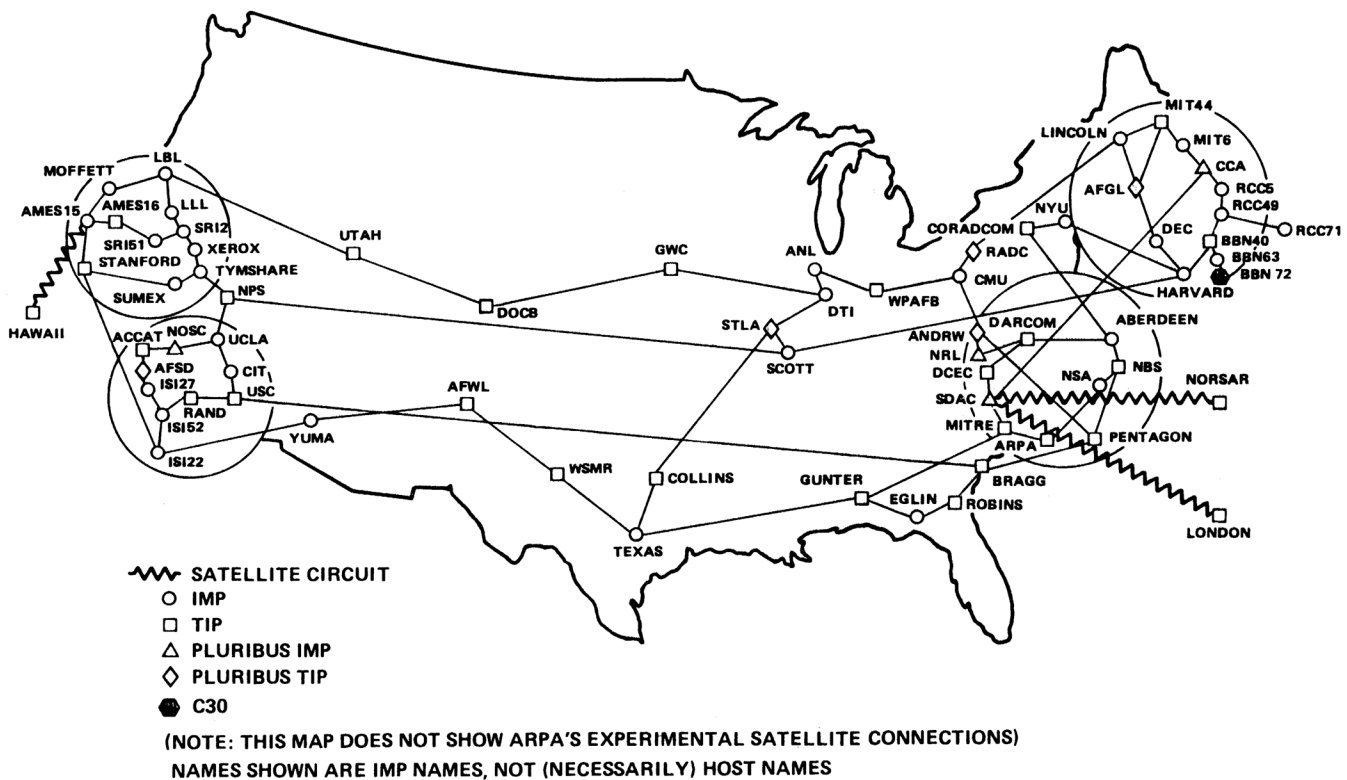 MIT44
LINCOLN
MIT6
MOFFETT
LBL
CCA
AFGL
RCC5
AMES16
LLL
AMES15
RCC49
NYU
CORADCOM
RCC71
SRI2
SRI51
XEROX
UTAH
GWC
ANL
RADC
DEC
BBN40
BBN63
BBN 72
STANFORD
TYMSHARE
CMU
HARVARD
SUMEX
NPS
WPAFB
DOCB
DTI
HAWAII
STLA
ABERDEEN
NOSC
ACCAT
UCLA
ANDRW
DARCOM
NRL
SCOTT
AFSD
CIT
DCEC
NSA
NBS
ISI27
USC
AFWL
NORSAR
RAND
SDAC
ISI52
YUMA
MITRE
ARPA
PENTAGON
ISI22
WSMR
COLLINS
GUNTER
BRAGG
EGLIN
ROBINS
LONDON
TEXAS
SATELLITE CIRCUIT
IMP
TIP
PLURIBUS IMP
PLURIBUS TIP
C30
(NOTE: THIS MAP DOES NOT SHOW ARPA'S EXPERIMENTAL SATELLITE CONNECTIONS)
NAMES SHOWN ARE IMP NAMES, NOT (NECESSARILY) HOST NAMES